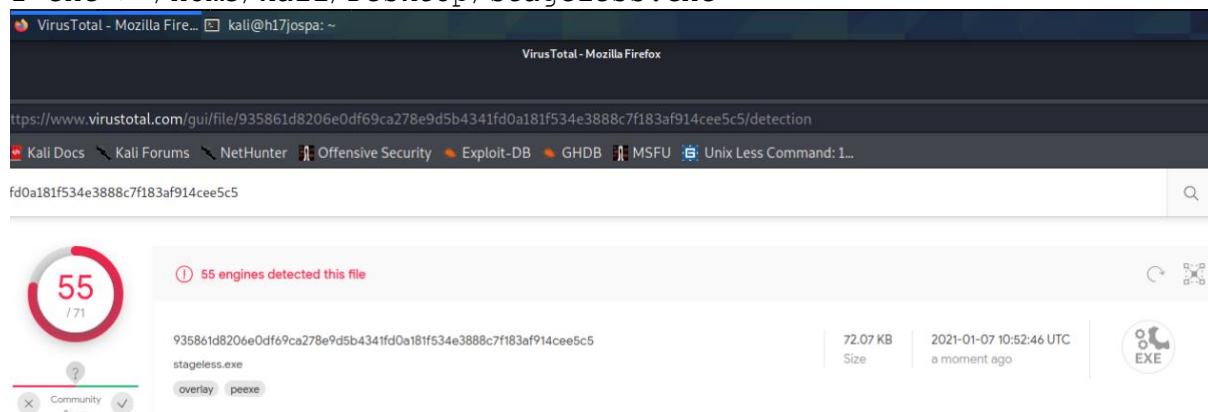 VirusTotal - Mozilla Fire... kali@h17jospa: ~
VirusTotal - Mozilla Firefox
ttps://www.virustotal.com/gui/file/935861d8206e0df69ca278e9d5b4341fd0a181f534e3888c7f183af914cee5c5/detection
Kali Docs Kali Forums NetHunter Offensive Security Exploit-DB GHDB MSFU Unix Less Command: 1...
fd0a181f534e3888c7f183af914cee5c5
55
/ 71
55 engines detected this file
935861d8206e0df69ca278e9d5b4341fd0a181f534e3888c7f183af914cee5c5
stageless.exe
overlay peexe
72.07 KB
Size
2021-01-07 10:52:46 UTC
a moment ago
EXE
?
Community